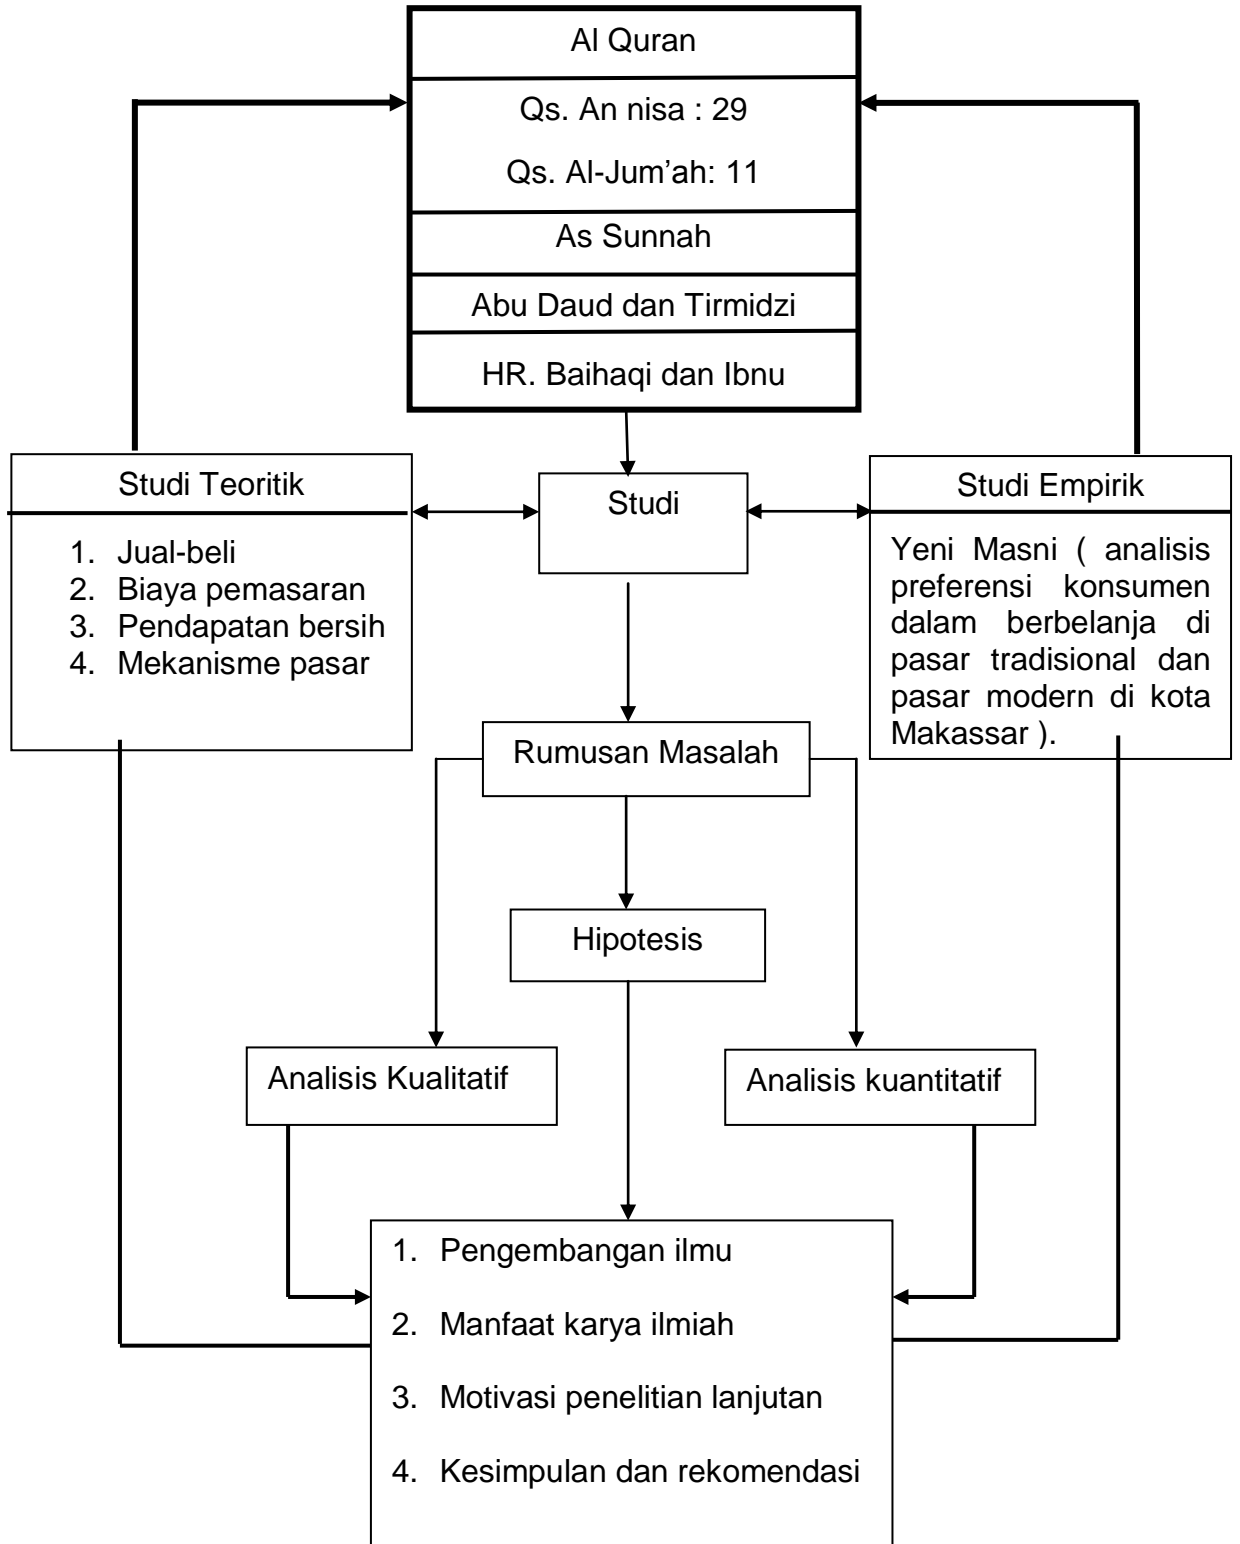 Al Quran
Qs. An nisa : 29
Qs. Al-Jum’ah: 11
As Sunnah
Abu Daud dan Tirmidzi
HR. Baihaqi dan Ibnu
Studi Teoritik
1. Jual-beli
2. Biaya pemasaran
3. Pendapatan bersih
4. Mekanisme pasar
Studi
Studi Empirik
Yeni Masni ( analisis
preferensi konsumen
dalam berbelanja di
pasar tradisional dan
pasar modern di kota
Makassar ).
Rumusan Masalah
Hipotesis
Analisis Kualitatif
Analisis kuantitatif
1. Pengembangan ilmu
2. Manfaat karya ilmiah
3. Motivasi penelitian lanjutan
4. Kesimpulan dan rekomendasi